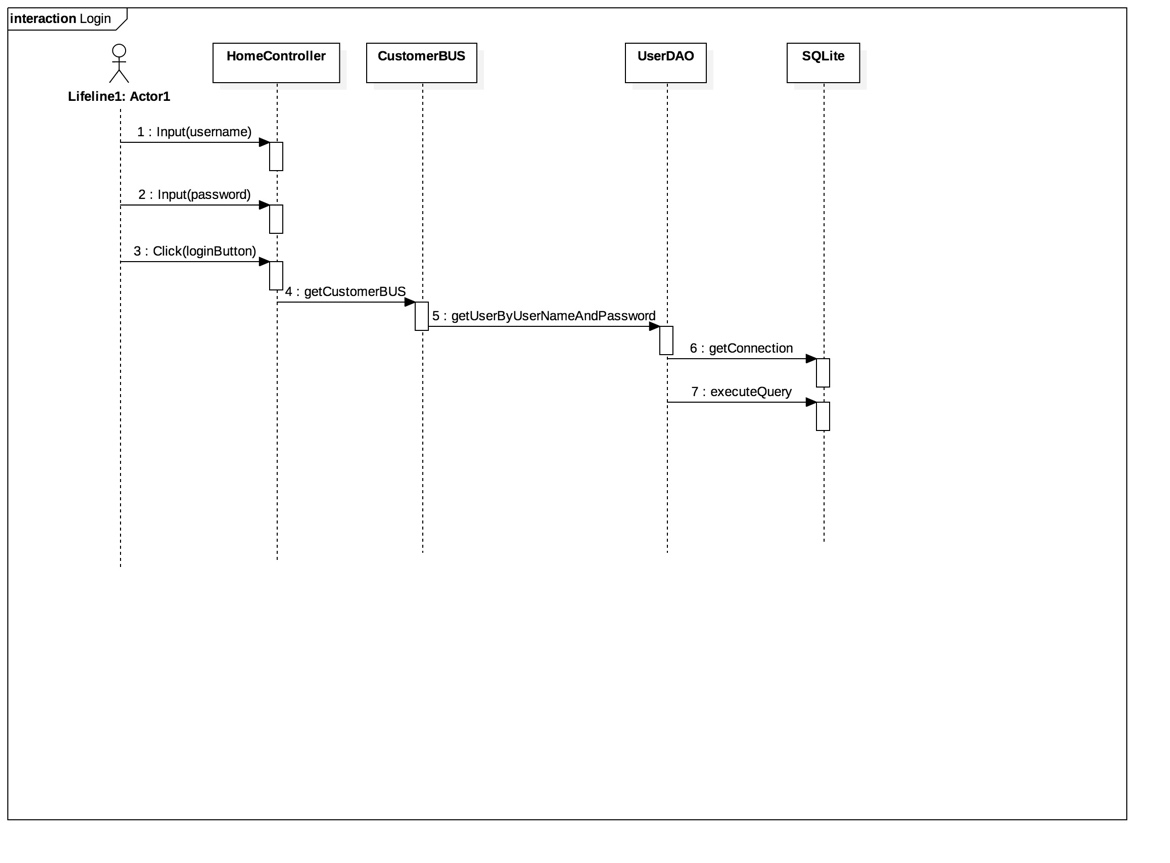 interaction Login
HomeController
CustomerBUS
UserDAO
SQLite
Lifeline1: Actor1
1 : Input(username)
2 : Input(password)
3 : Click(loginButton)
4 : getCustomerBUS
5 : getUserByUserNameAndPassword
6 : getConnection
7 : executeQuery